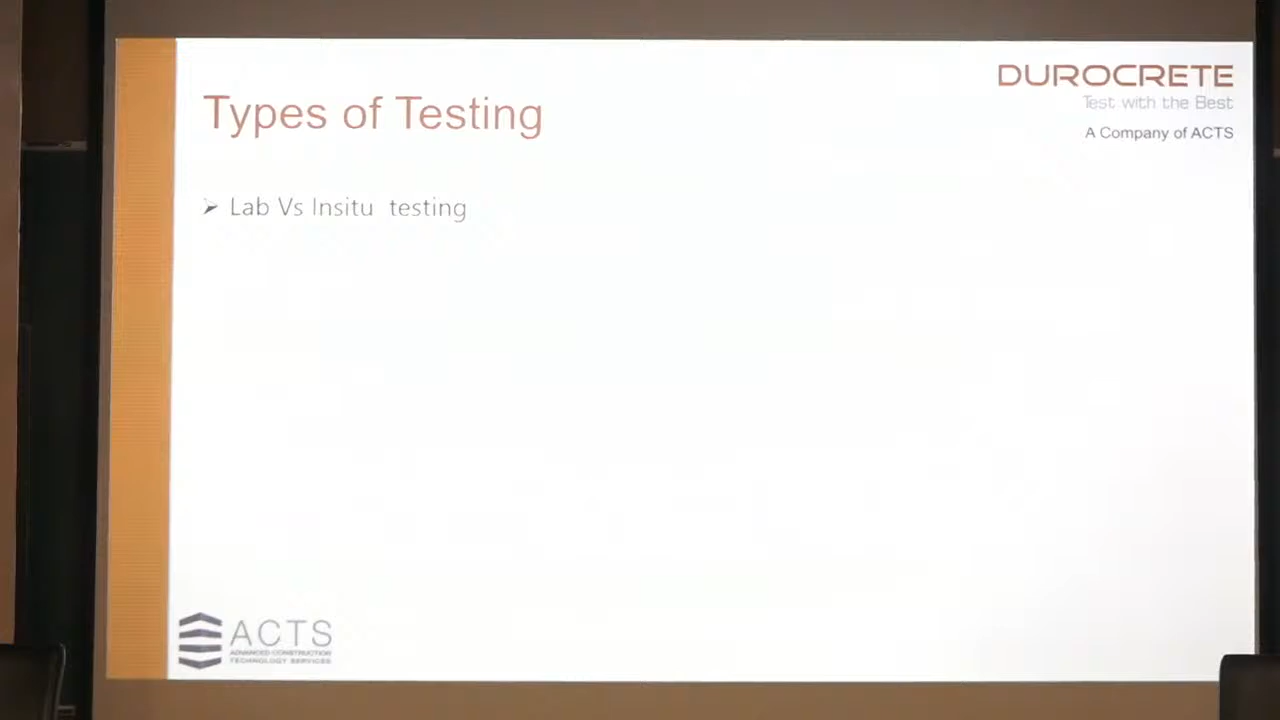 DUROCRETE
Test with the Best
A Company of ACTS
Types of Testing
➢ Lab Vs Insitu testing
ACTS
ADVANCED CONSTRUCTION
TECHNOLOGY SERVICES